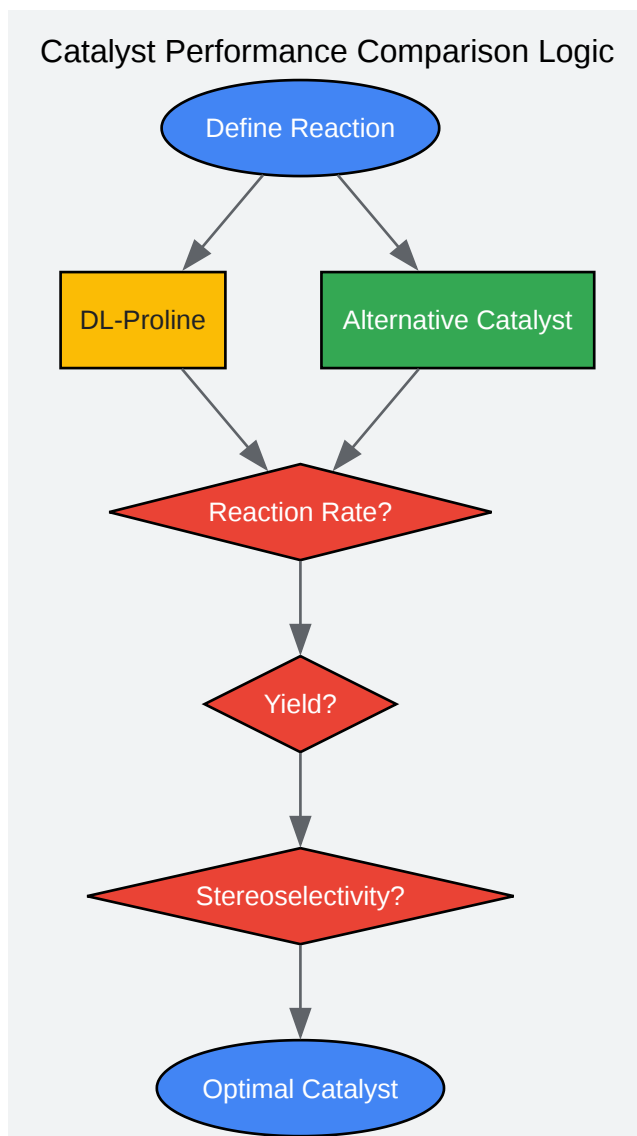 Catalyst Performance Comparison Logic
Define Reaction
DL-Proline
Alternative Catalyst
Reaction Rate?
Yield?
Stereoselectivity?
Optimal Catalyst